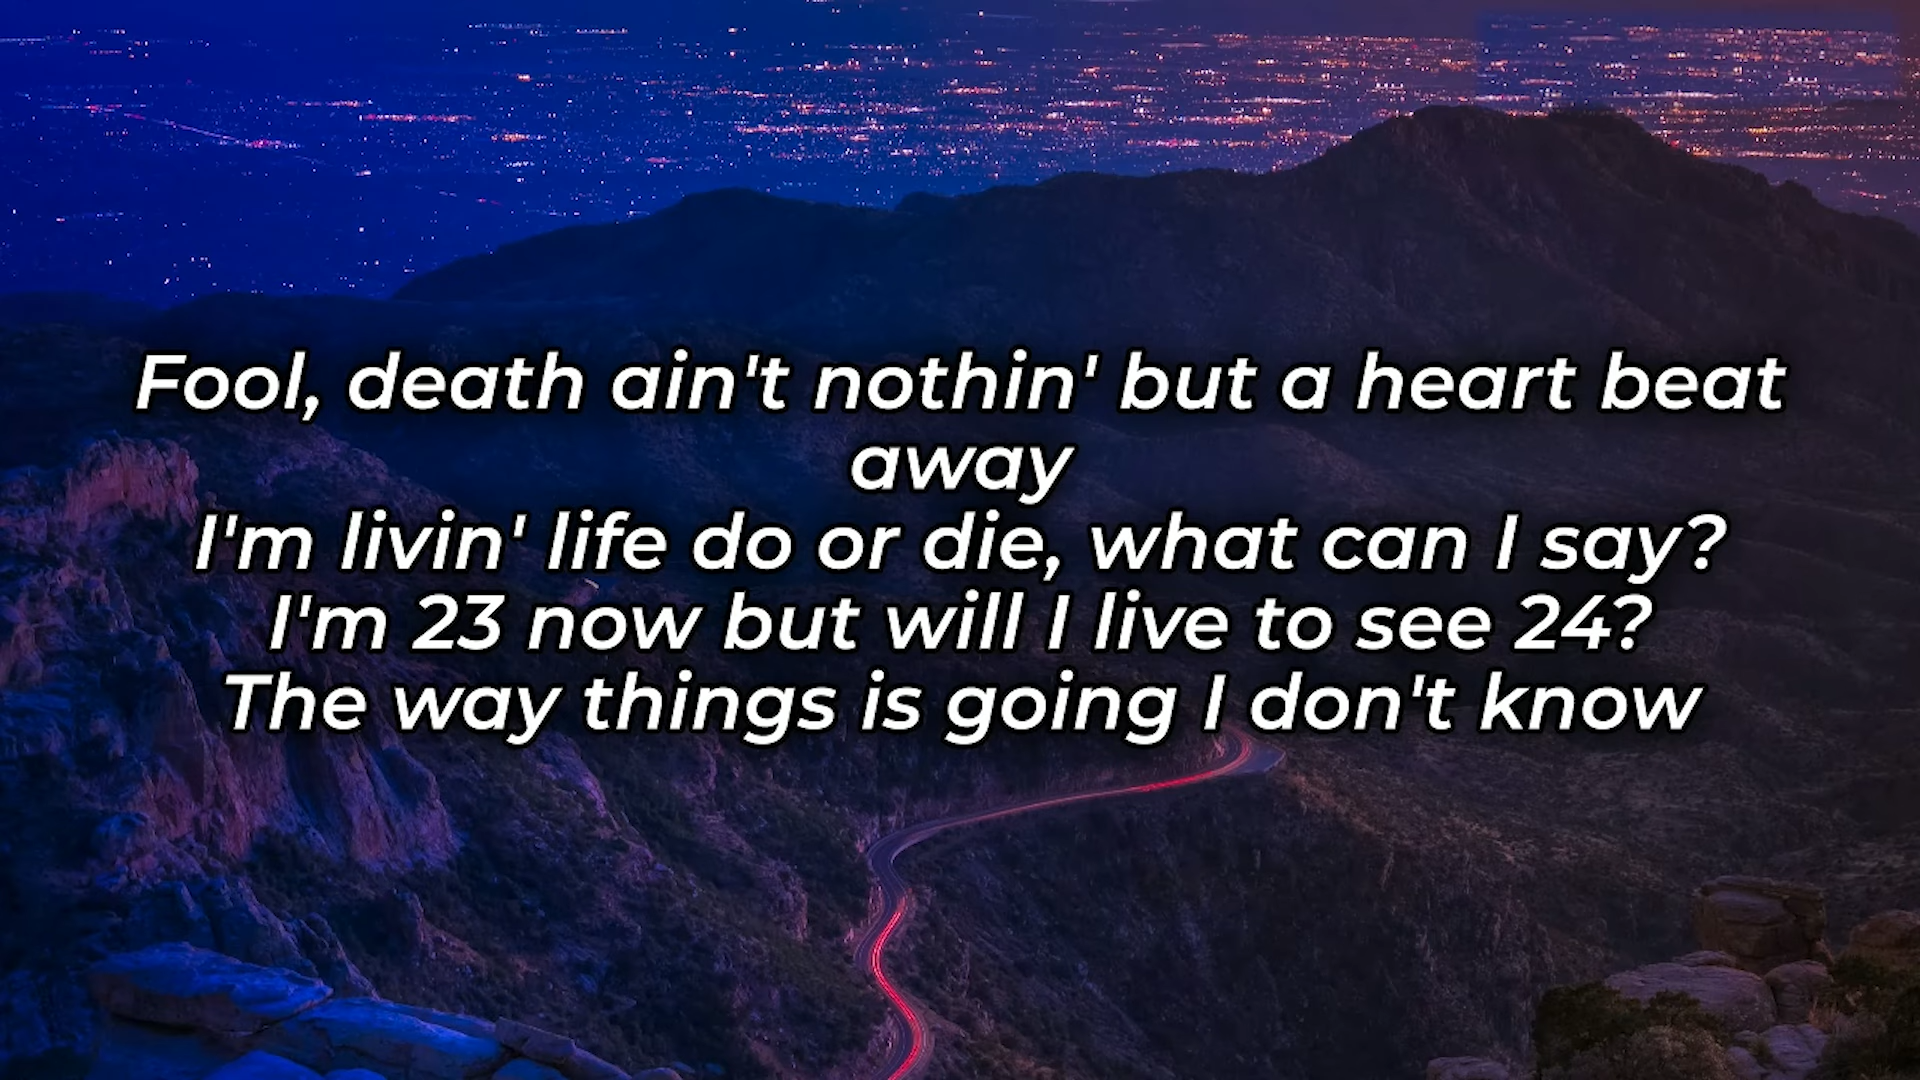 Fool, death ain't nothin' but a heart beat
away
I'm livin' life do or die, what can I say?
I'm 23 now but will I live to see 24?
The way things is going I don't know